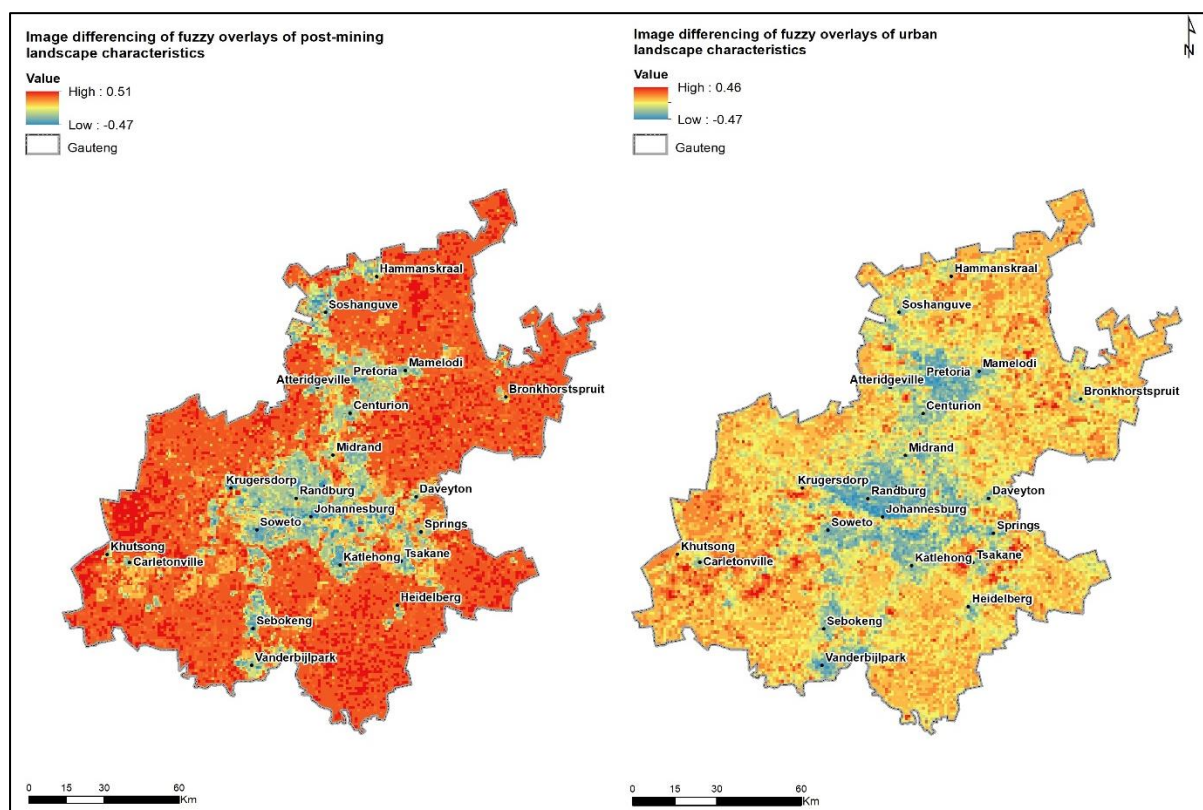 Image differencing of fuzzy overlays of post-mining
landscape characteristics
Value
High : 0.51
Low : -0.47
Gauteng
Hammanskraal
Soshanguve
Mamelodi
Pretoria
Atteridgeville
Bronkhorstspruit
Centurion
Midrand
Krugersdorp
Randburg
Daveyton
Johannesburg
Soweto
Springs
Khutsong
Carletonville
Katlehong
Tsakane
Heidelberg
Sebokeng
Vanderbijlpark
0 15 30 60
Km
Image differencing of fuzzy overlays of urban
landscape characteristics
Value
High : 0.46
Low : -0.47
Gauteng
N
Hammanskraal
Soshanguve
Mamelodi
Pretoria
Atteridgeville
Bronkhorstspruit
Centurion
Midrand
Krugersdorp
Randburg
Daveyton
Johannesburg
Soweto
Springs
Khutsong
Carletonville
Katlehong
Tsakane
Heidelberg
Sebokeng
Vanderbijlpark
0 15 30 60
Km